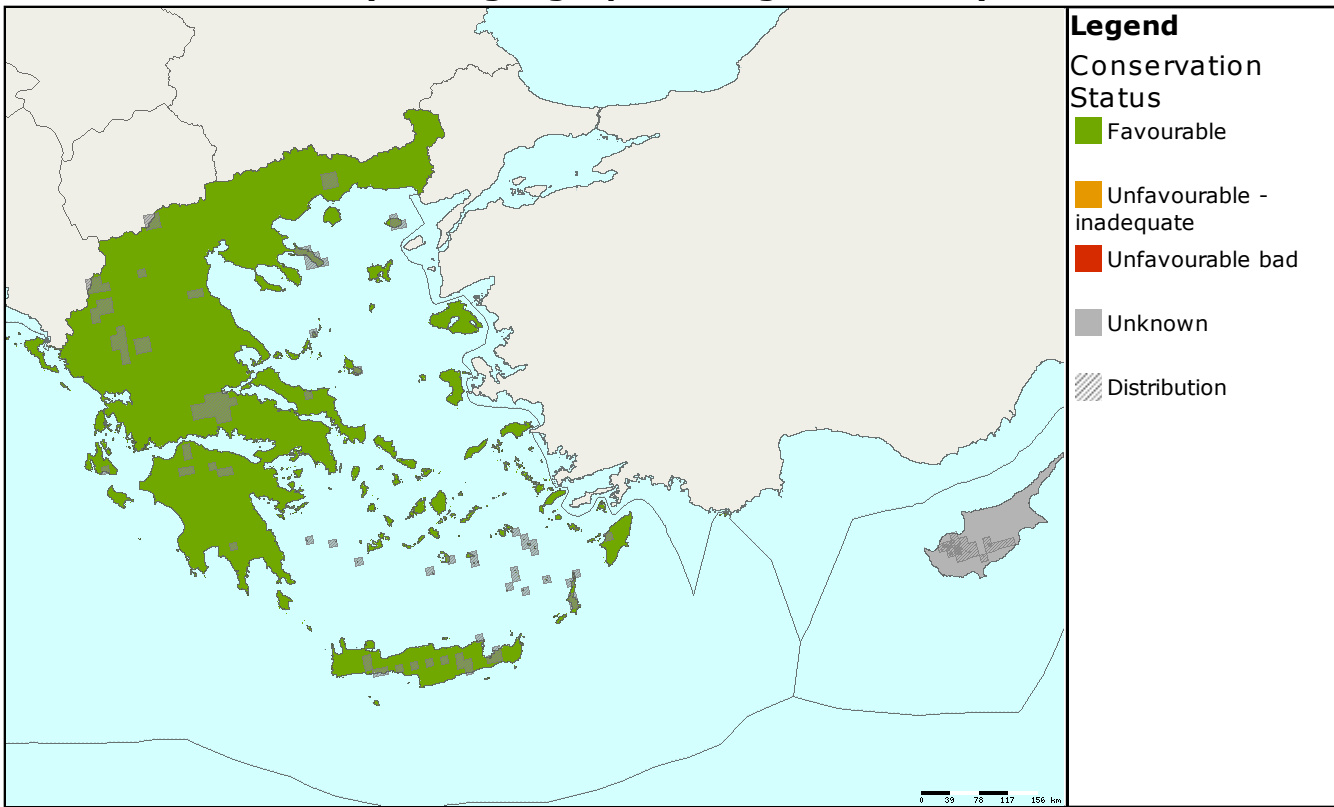 Legend
Conservation
Status
Favourable
Unfavourable -
inadequate
Unfavourable bad
Unknown
Distribution
0 39 78 117 156 km